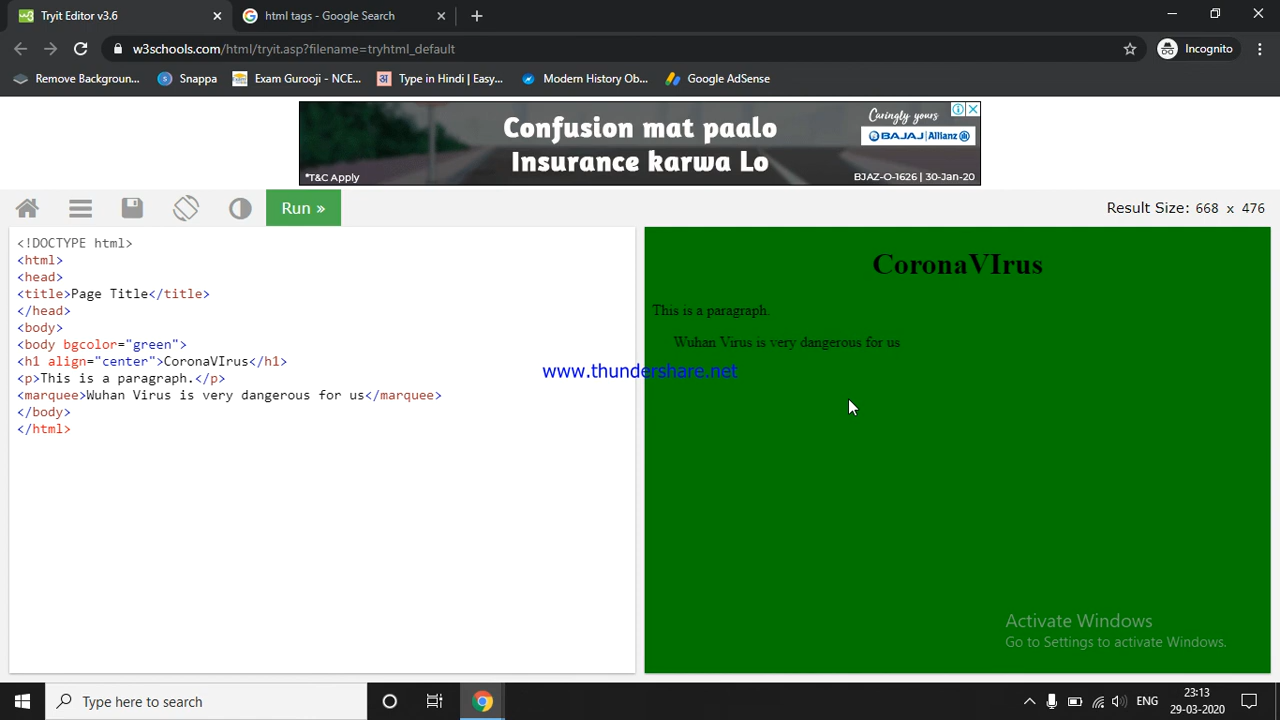 Tryit Editor v3.6
html tags - Google Search
w3schools.com/html/tryit.asp?filename=tryhtml_default
Incognito
Remove Backgroun...
Snappa
Exam Gurooji - NCE...
अ
Type in Hindi | Easy...
Modern History Ob...
Google AdSense
Confusion mat paalo
Insurance karwa Lo
*T&C Apply
Caringly yours
BAJAJ | Allianz
BJAZ-O-1626 | 30-Jan-20
Run »
Result Size: 668 x 476
<!DOCTYPE html>
<html>
<head>
<title>Page Title</title>
</head>
<body>
<body bgcolor="green">
<h1 align="center">CoronaVIrus</h1>
<p>This is a paragraph.</p>
<marquee>Wuhan Virus is very dangerous for us</marquee>
</body>
</html>
CoronaVIrus
This is a paragraph.
Wuhan Virus is very dangerous for us
www.thundershare.net
Activate Windows
Go to Settings to activate Windows.
Type here to search
ENG
23:13
29-03-2020